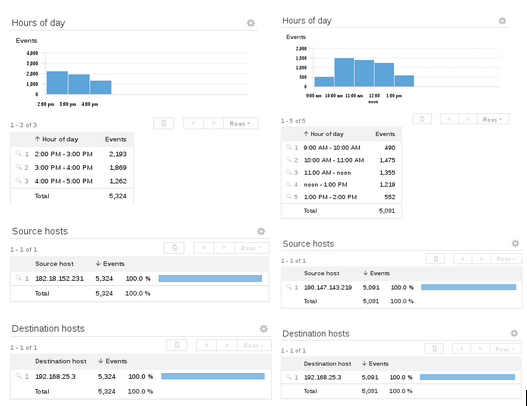 Hours of day
Events
4,000
3,000
2,000
1,000
0
2:00 pm 3:00 pm 4:00 pm
1 - 3 of 3
Rows
↑ Hour of day Events
1 2:00 PM - 3:00 PM 2,193
2 3:00 PM - 4:00 PM 1,869
3 4:00 PM - 5:00 PM 1,262
Total 5,324
Source hosts
1 - 1 of 1
Rows
Source host ↓ Events
1 182.18.152.231 5,324 100.0 %
Total 5,324 100.0 %
Destination hosts
1 - 1 of 1
Rows
Destination host ↓ Events
1 192.168.25.3 5,324 100.0 %
Total 5,324 100.0 %
Hours of day
Events
2,000
1,500
1,000
500
0
9:00 am 10:00 am 11:00 am 12:00 noon 1:00 pm
1 - 5 of 5
Rows
↑ Hour of day Events
1 9:00 AM - 10:00 AM 490
2 10:00 AM - 11:00 AM 1,475
3 11:00 AM - noon 1,355
4 noon - 1:00 PM 1,219
5 1:00 PM - 2:00 PM 552
Total 5,091
Source hosts
1 - 1 of 1
Rows
Source host ↓ Events
1 190.147.143.219 5,091 100.0 %
Total 5,091 100.0 %
Destination hosts
1 - 1 of 1
Rows
Destination host ↓ Events
1 192.168.25.3 5,091 100.0 %
Total 5,091 100.0 %